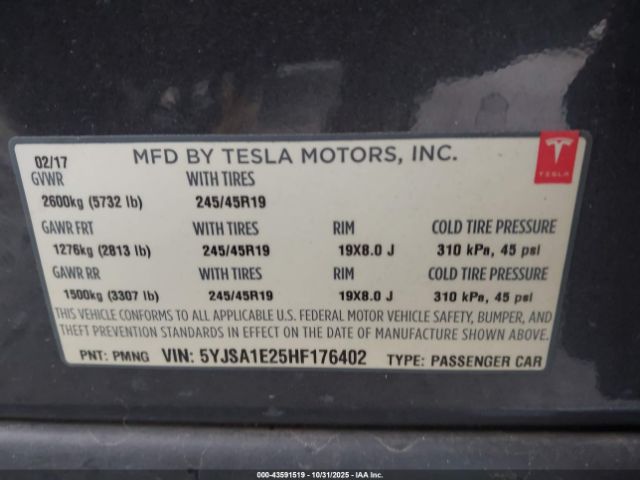 02/17 MFD BY TESLA MOTORS, INC.
TESLA
GVWR WITH TIRES
2600kg (5732 lb) 245/45R19
GAWR FRT WITH TIRES RIM COLD TIRE PRESSURE
1276kg (2813 lb) 245/45R19 19X8.0 J 310 kPa, 45 psi
GAWR RR WITH TIRES RIM COLD TIRE PRESSURE
1500kg (3307 lb) 245/45R19 19X8.0 J 310 kPa, 45 psi
THIS VEHICLE CONFORMS TO ALL APPLICABLE U.S. FEDERAL MOTOR VEHICLE SAFETY, BUMPER, AND
THEFT PREVENTION STANDARDS IN EFFECT ON THE DATE OF MANUFACTURE SHOWN ABOVE.
PNT: PMNG VIN: 5YJSA1E25HF176402 TYPE: PASSENGER CAR
000-43591519 | 10/31/2025 - IAA Inc.